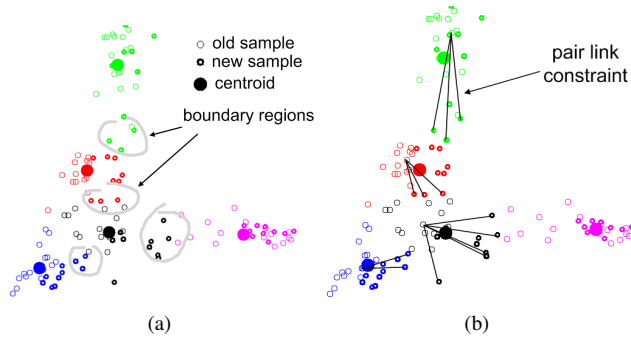 old sample
new sample
centroid
boundary regions
pair link
constraint
(a)
(b)